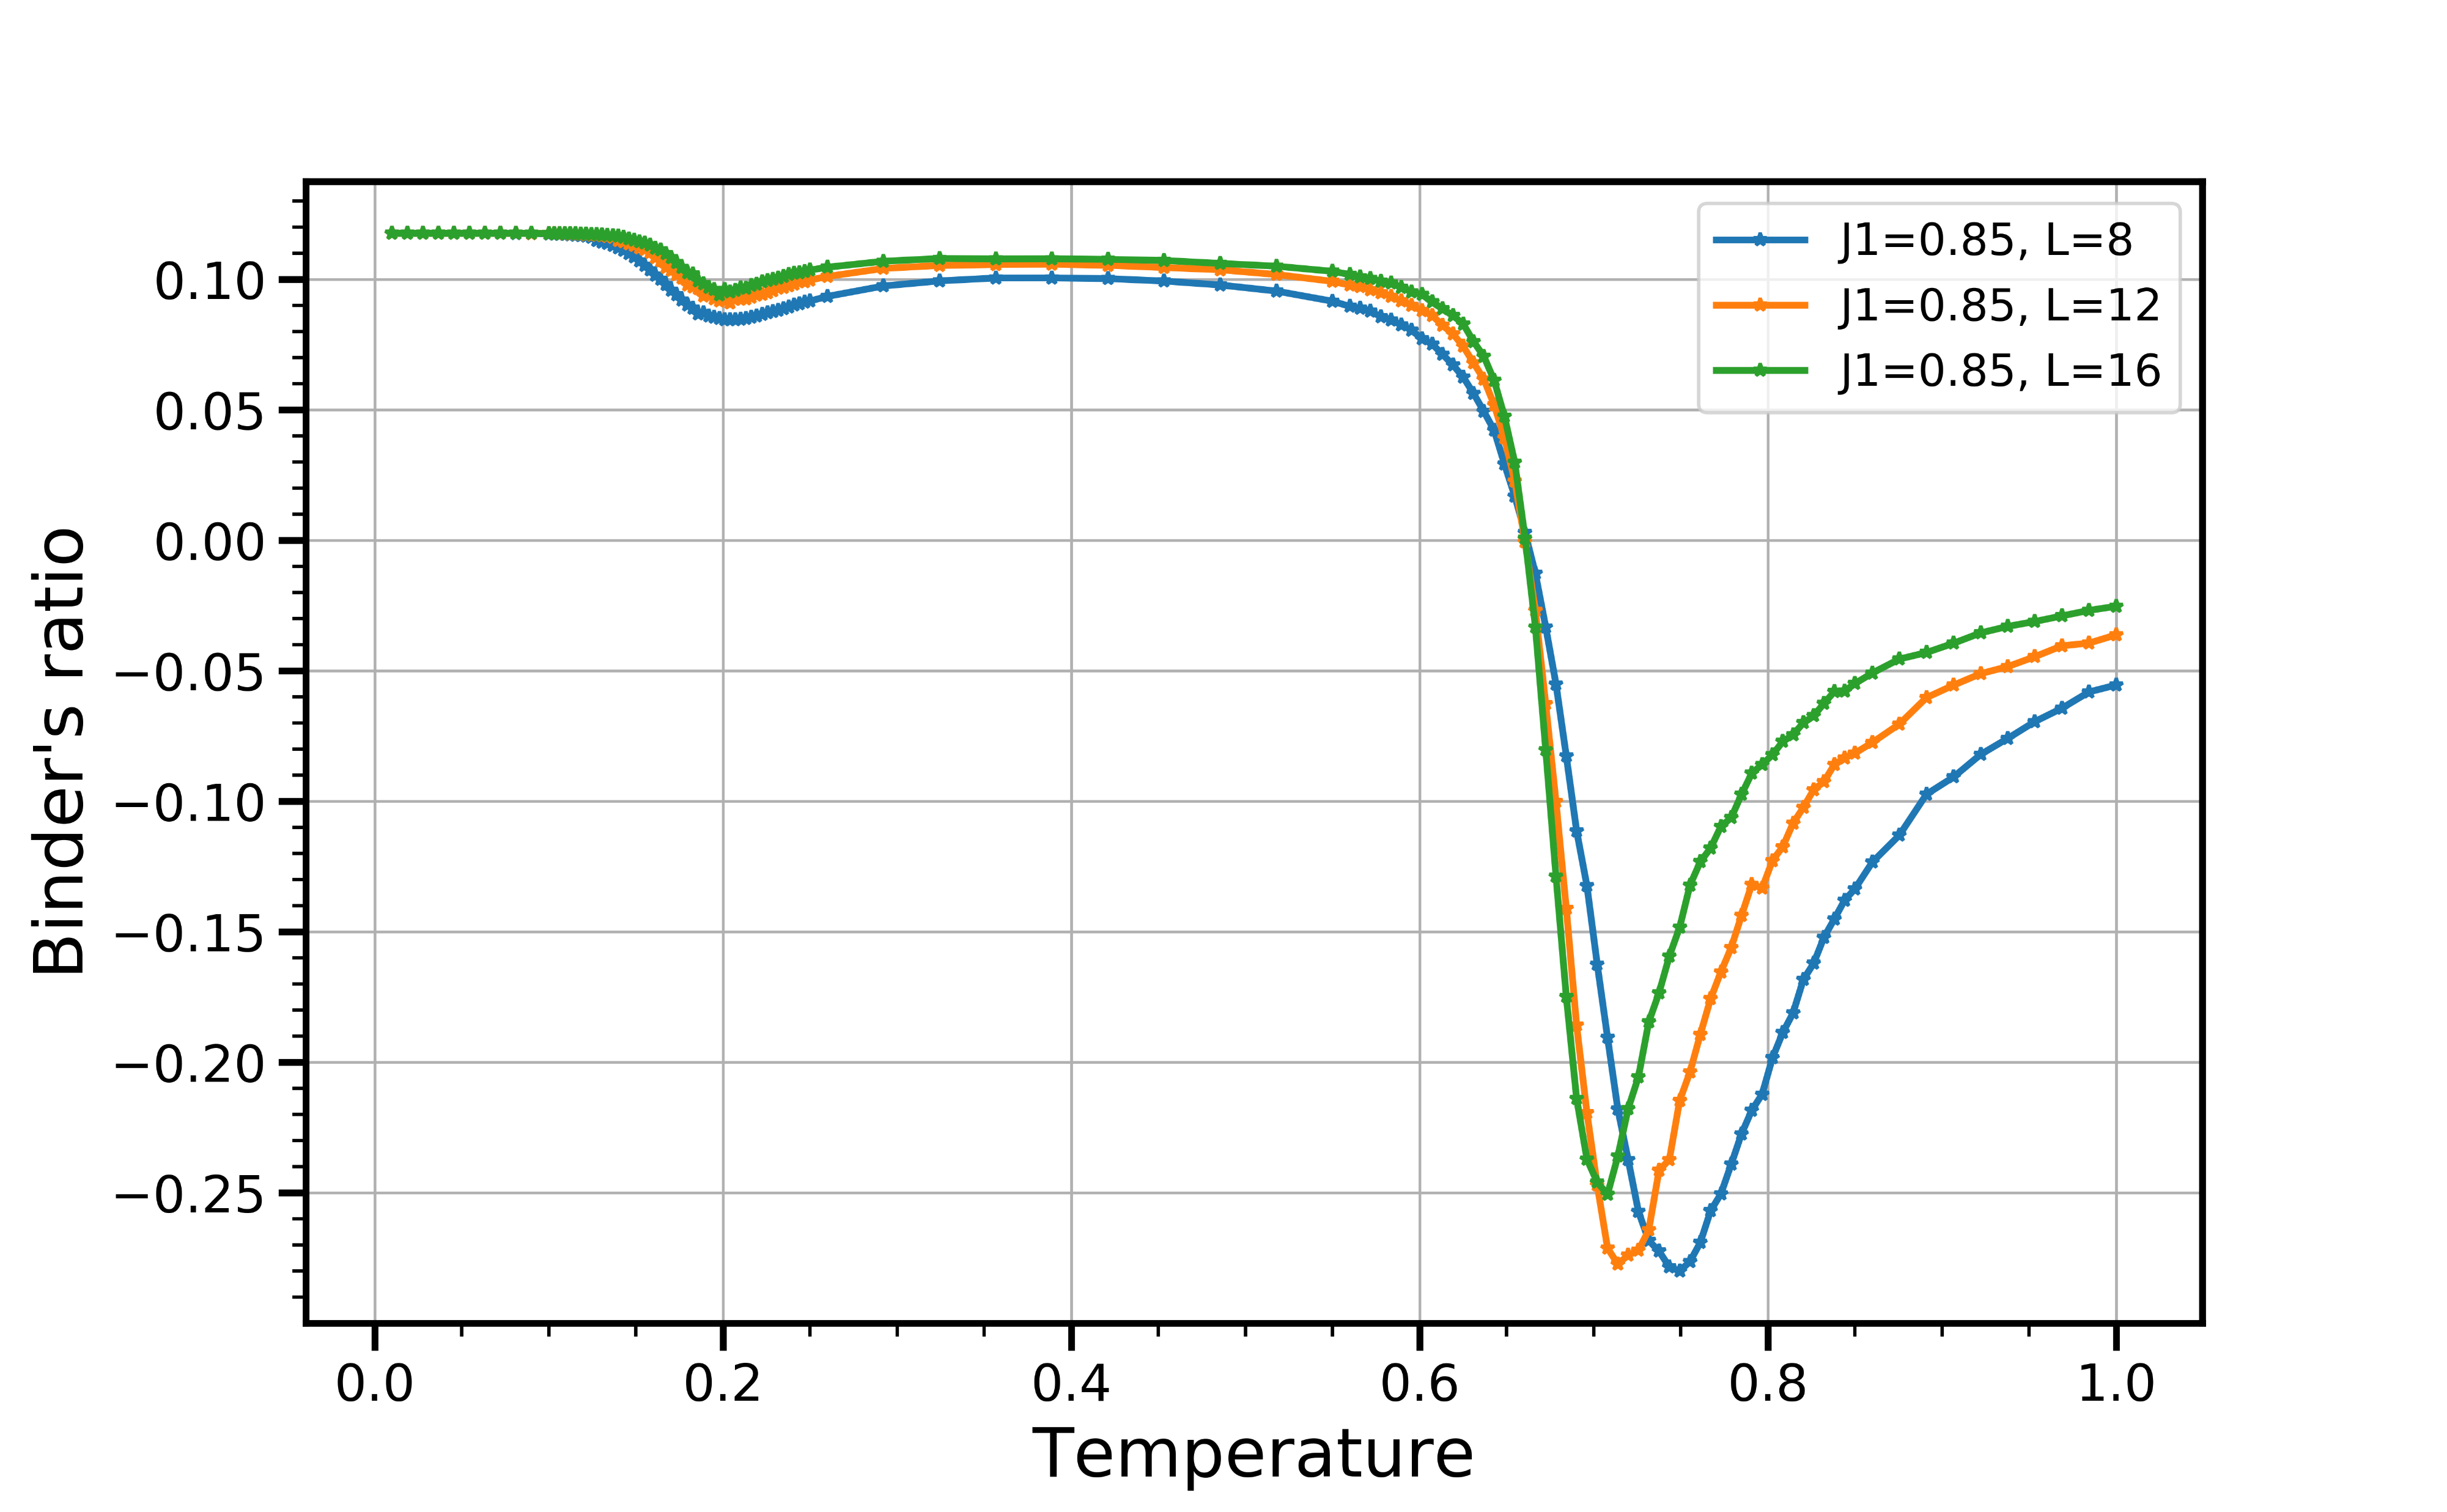 J1=0.85, L=8
J1=0.85, L=12
J1=0.85, L=16
Binder's ratio
0.10
0.05
0.00
−0.05
−0.10
−0.15
−0.20
−0.25
0.0 0.2 0.4 0.6 0.8 1.0
Temperature